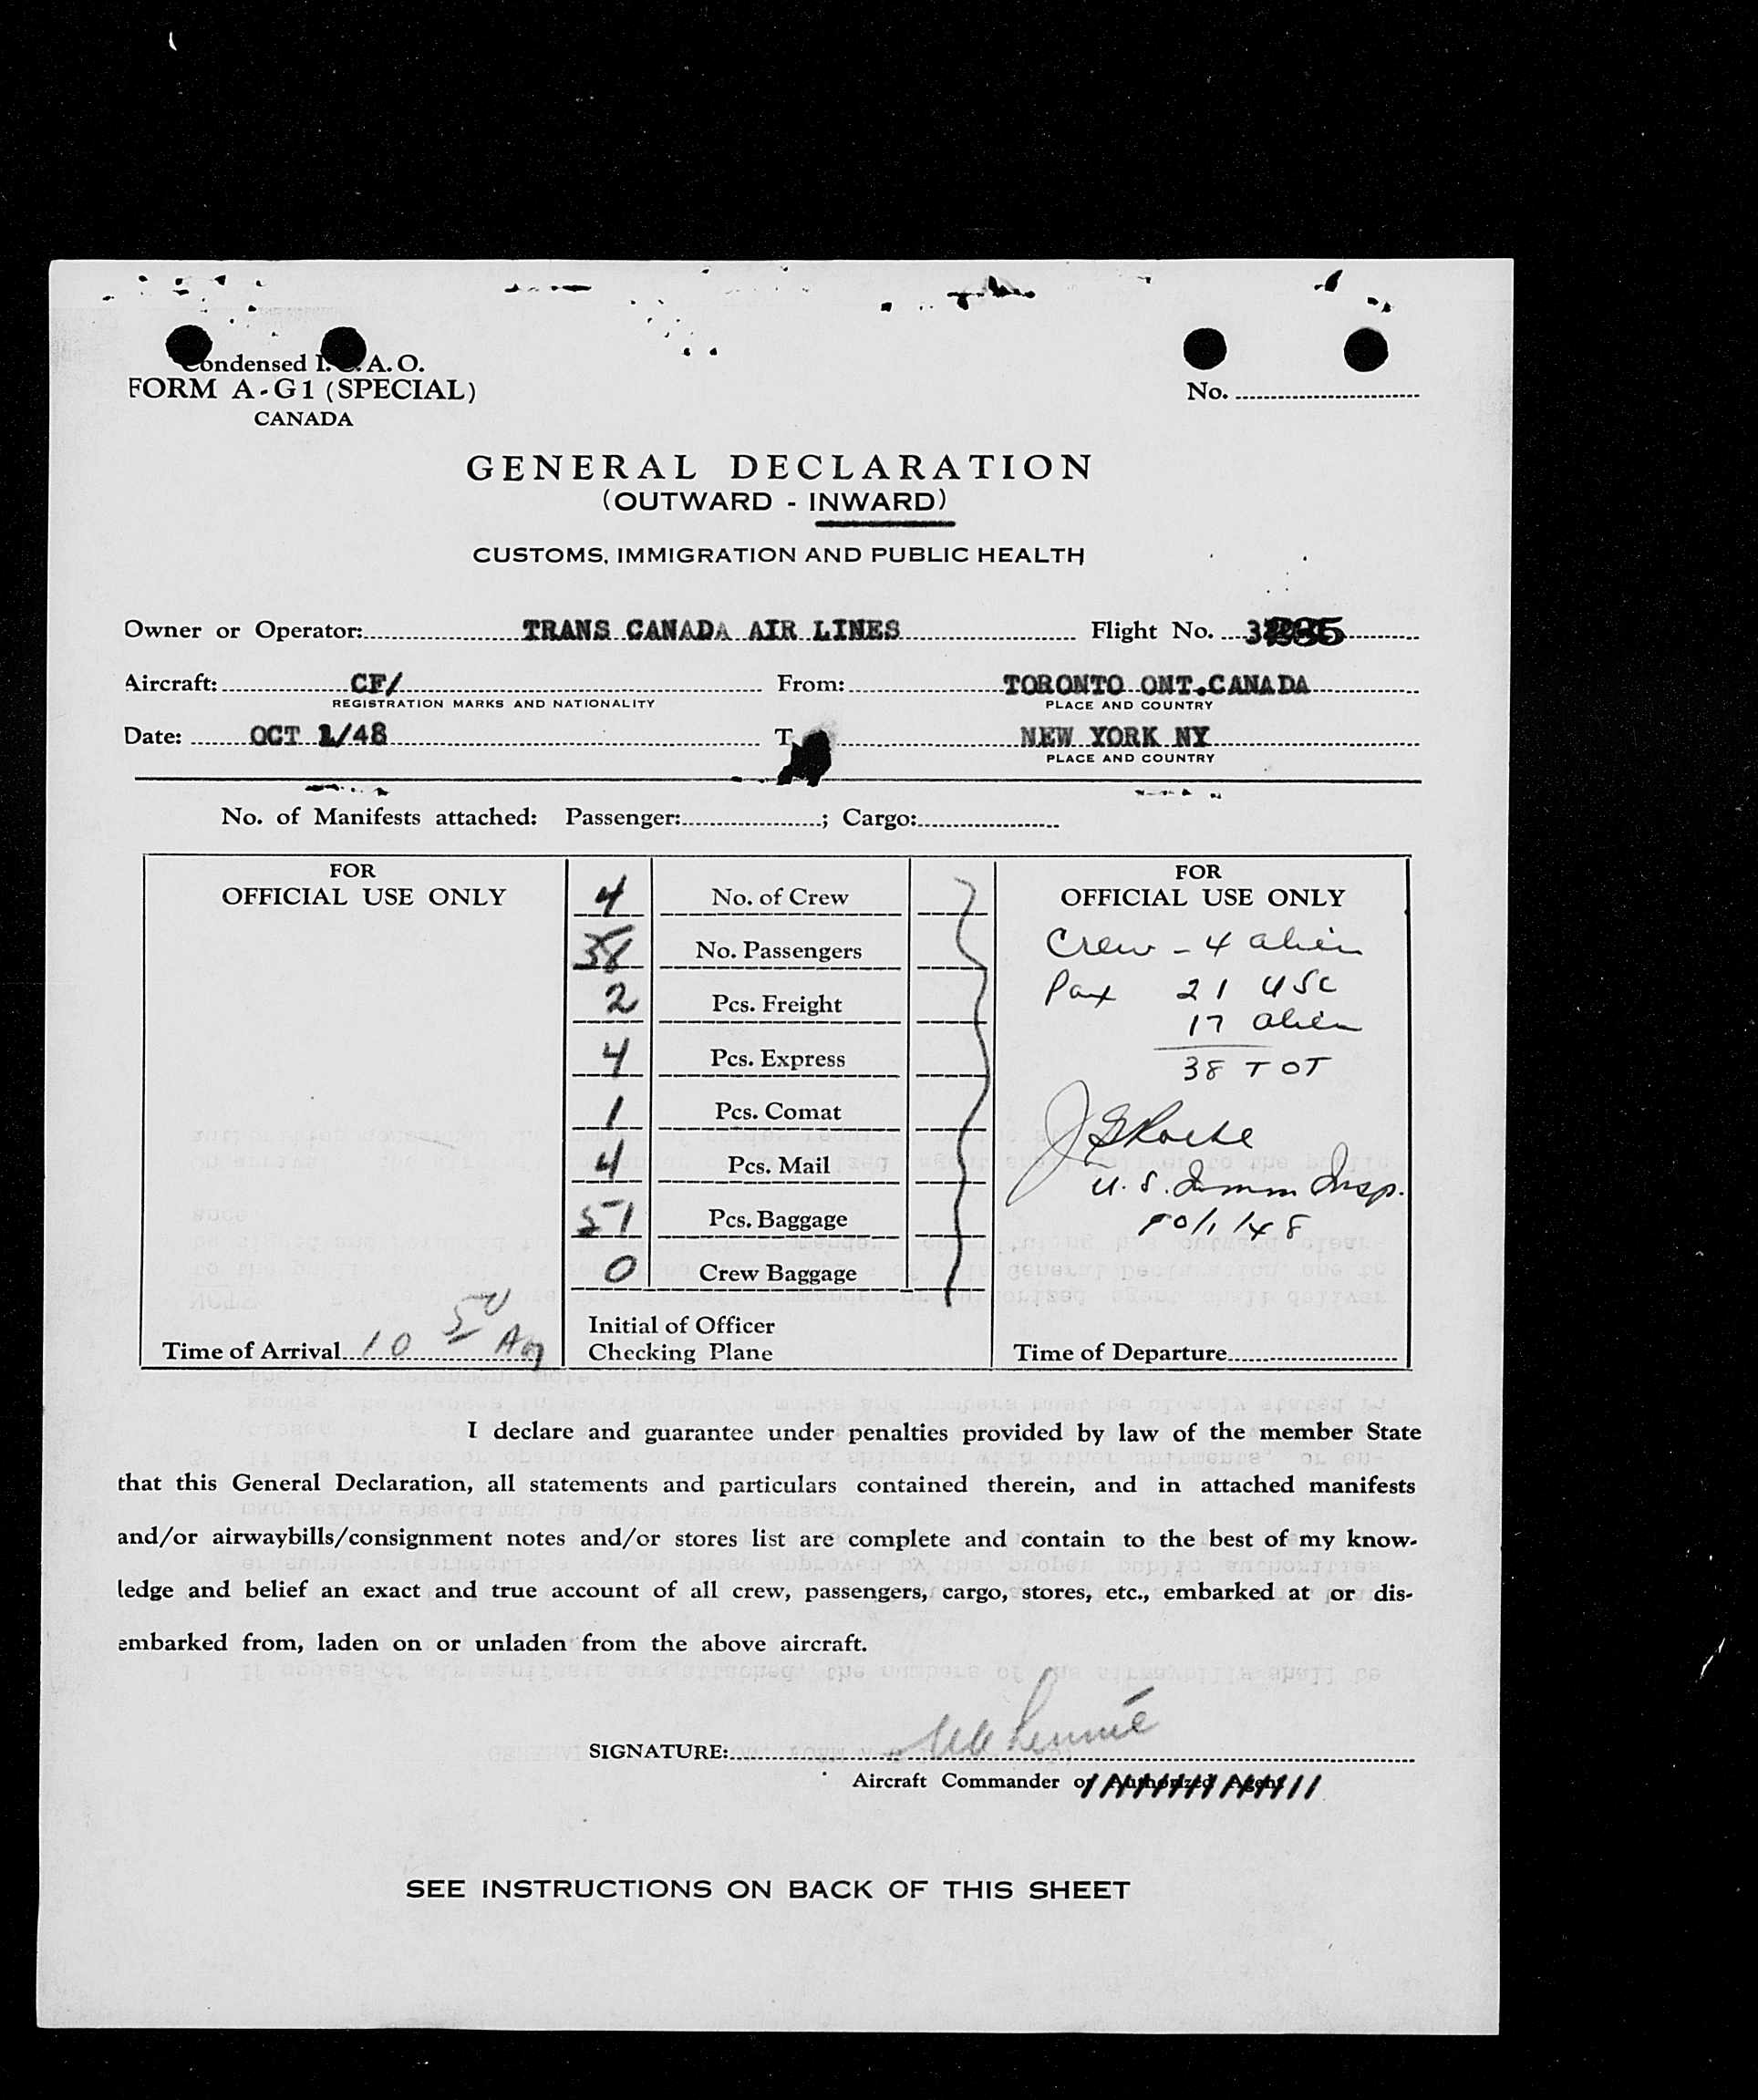 Condensed I. A. O.
FORM A-G1 (SPECIAL)
No.
CANADA
GENERAL DECLARATION
(OUTWARD - INWARD)
CUSTOMS, IMMIGRATION AND PUBLIC HEALTH
Owner or Operator: TRANS CANADA AIR LINES Flight No.
Aircraft: CF/ From: TORONTO ONT. CANADA
REGISTRATION MARKS AND NATIONALITY PLACE AND COUNTRY
Date: OCT 1/48 T NEW YORK NY
PLACE AND COUNTRY
No. of Manifests attached: Passenger: ; Cargo:
FOR
OFFICIAL USE ONLY
Time of Arrival 10 50 Am
4 No. of Crew
38 No. Passengers
2 Pcs. Freight
4 Pcs. Express
1 Pcs. Comat
4 Pcs. Mail
51 Pcs. Baggage
0 Crew Baggage
Initial of Officer
Checking Plane
FOR
OFFICIAL USE ONLY
Crew - 4 alien
Pax 21 USC
17 alien
38 TOT
U.S. Immn Insp.
10/1/48
Time of Departure
I declare and guarantee under penalties provided by law of the member State
that this General Declaration, all statements and particulars contained therein, and in attached manifests
and/or airwaybills/consignment notes and/or stores list are complete and contain to the best of my know-
ledge and belief an exact and true account of all crew, passengers, cargo, stores, etc., embarked at or dis-
embarked from, laden on or unladen from the above aircraft.
SIGNATURE:
Aircraft Commander or Authorized Agent
SEE INSTRUCTIONS ON BACK OF THIS SHEET